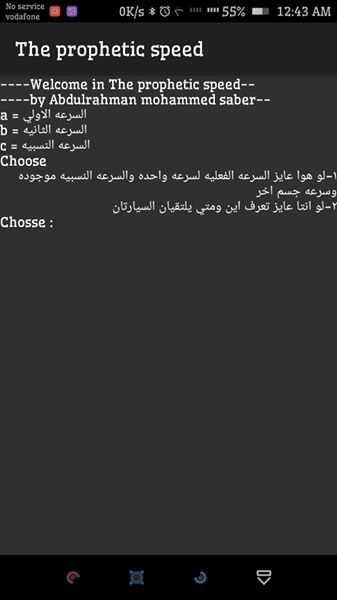 No service
vodafone
0K/s
55%
12:43 AM
The prophetic speed
----Welcome in The prophetic speed--
----by Abdulrahman mohammed saber--
a = السرعه الاولي
b = السرعه الثانيه
c = السرعه النسبيه
Choose
١-لو هوا عايز السرعه الفعليه لسرعه واحده والسرعه النسبيه موجوده
وسرعه جسم اخر
٢-لو انتا عايز تعرف اين ومتي يلتقيان السيارتان
Chosse :